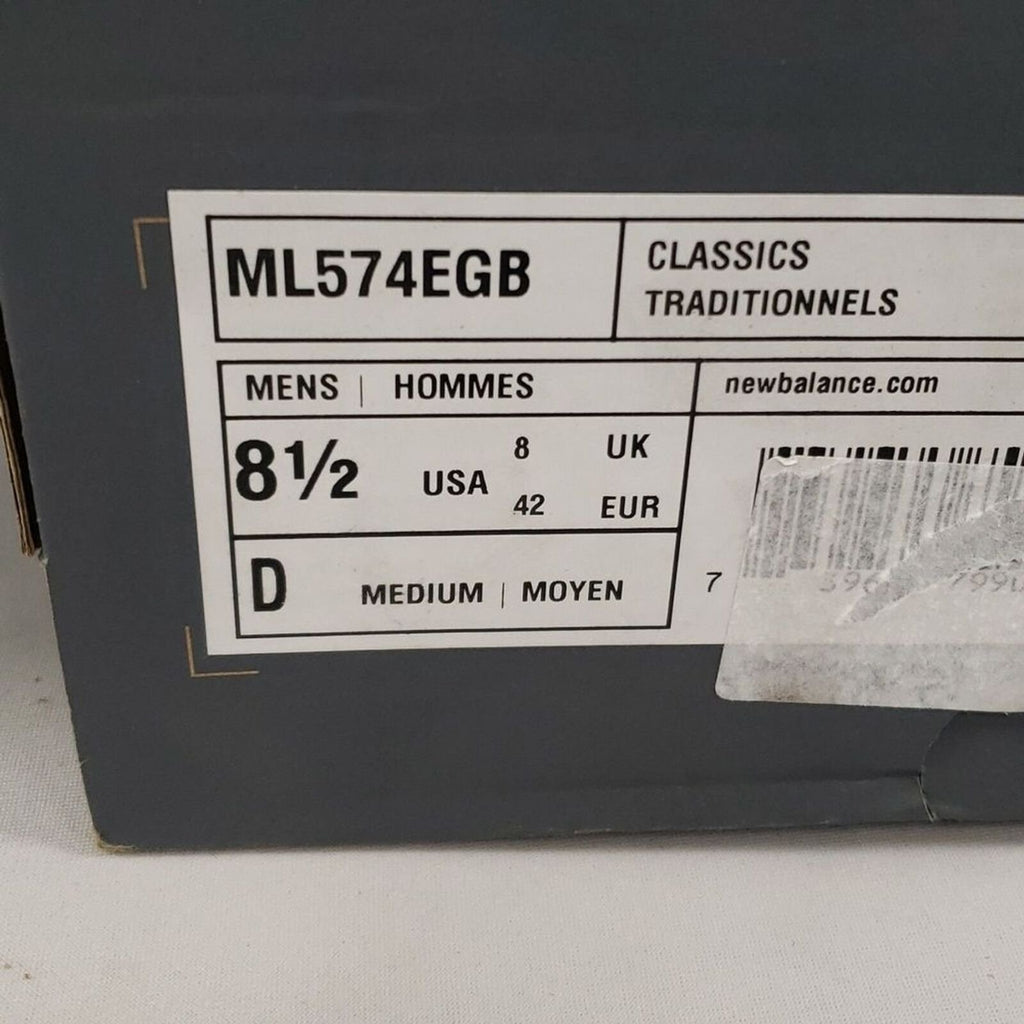 ML574EGB
CLASSICS
TRADITIONNELS
MENS | HOMMES
newbalance.com
8½ USA 8 UK
42 EUR
D MEDIUM | MOYEN
7